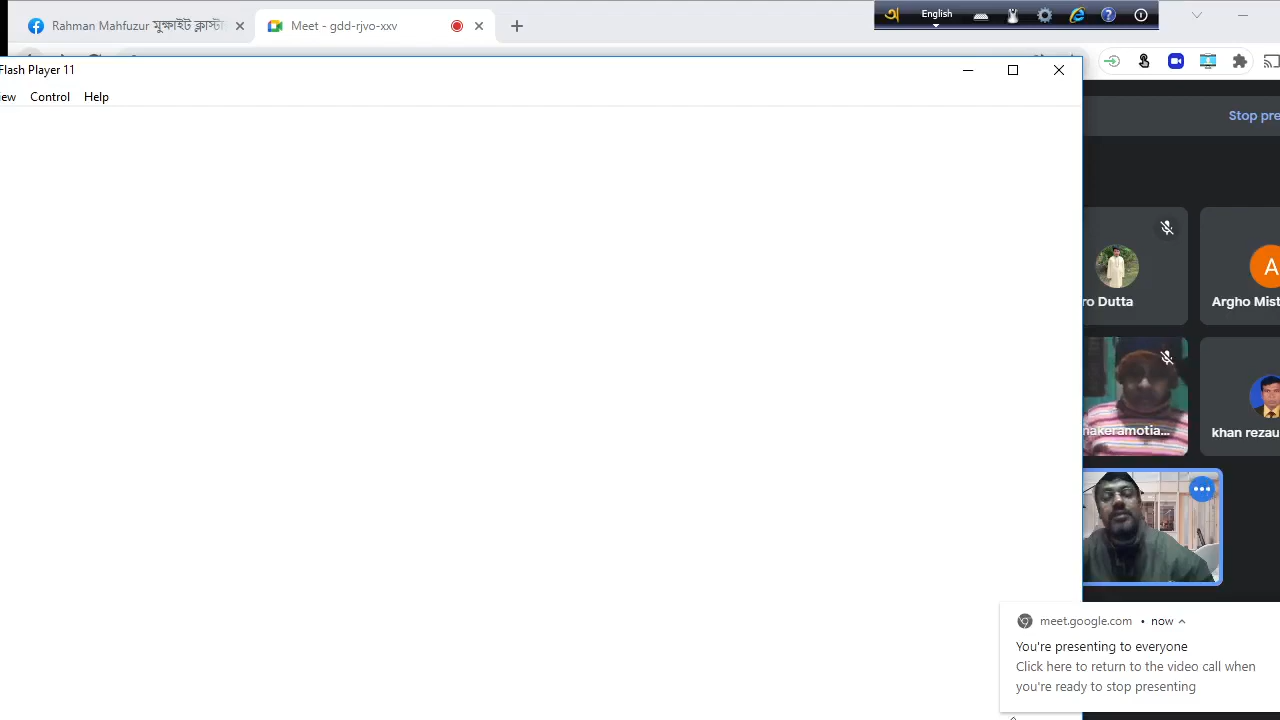 Rahman Mahfuzur মুক্ষাইট ক্লাস্ট
Meet - gdd-rjvo-xxv
অ English
Flash Player 11
ew Control Help
Stop pre
ro Dutta
Argho Mist
nakeramotia...
khan rezau
meet.google.com • now
You're presenting to everyone
Click here to return to the video call when
you're ready to stop presenting